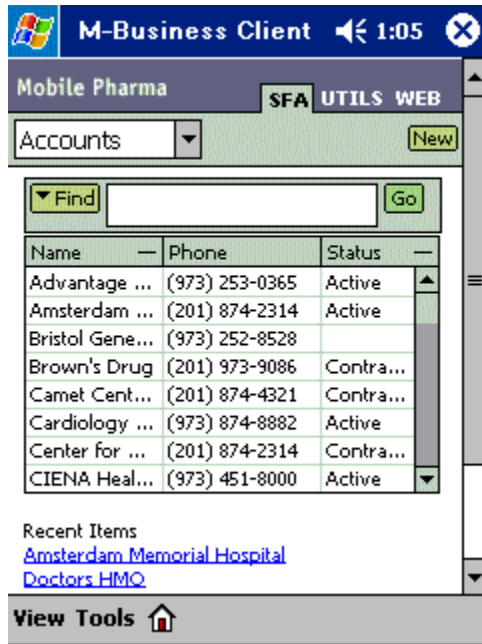 M-Business Client 1:05
Mobile Pharma SFA UTILS WEB
Accounts New
Find Go
Name Phone Status
Advantage ... (973) 253-0365 Active
Amsterdam ... (201) 874-2314 Active
Bristol Gene... (973) 252-8528
Brown's Drug (201) 973-9086 Contra...
Camet Cent... (201) 874-4321 Contra...
Cardiology ... (973) 874-8882 Active
Center for ... (201) 874-2314 Contra...
CIENA Heal... (973) 451-8000 Active
Recent Items
Amsterdam Memorial Hospital
Doctors HMO
View Tools